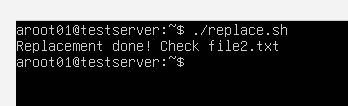 aroot01@testserver:~$ ./replace.sh
Replacement done! Check file2.txt
aroot01@testserver:~$